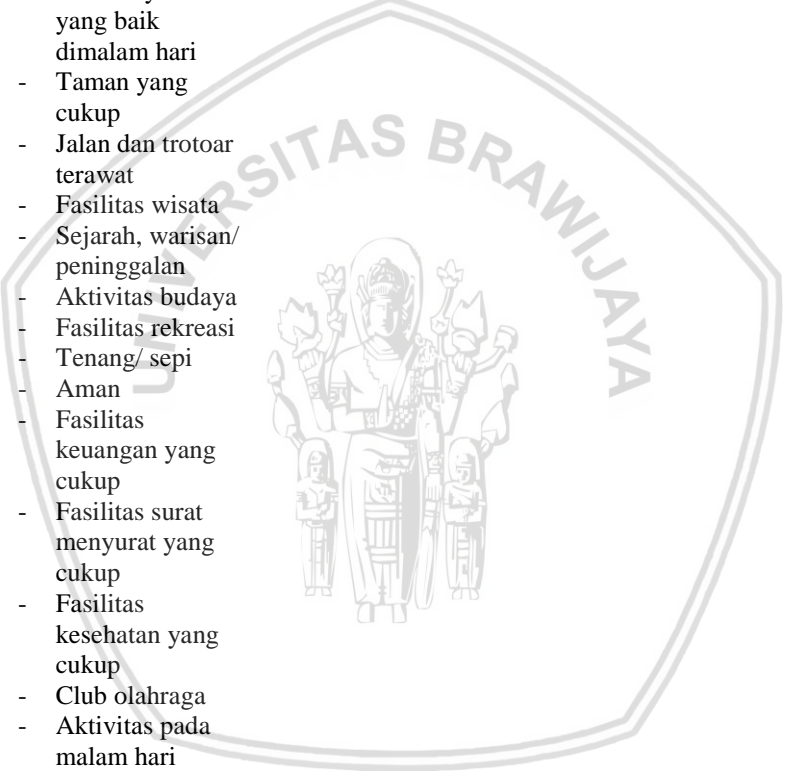 yang baik
dimalam hari
- Taman yang
cukup
- Jalan dan trotoar
terawat
- Fasilitas wisata
- Sejarah, warisan/
peninggalan
- Aktivitas budaya
- Fasilitas rekreasi
- Tenang/ sepi
- Aman
- Fasilitas
keuangan yang
cukup
- Fasilitas surat
menyurat yang
cukup
- Fasilitas
kesehatan yang
cukup
- Club olahraga
- Aktivitas pada
malam hari
UNIVERSITAS BRAWIJAYA